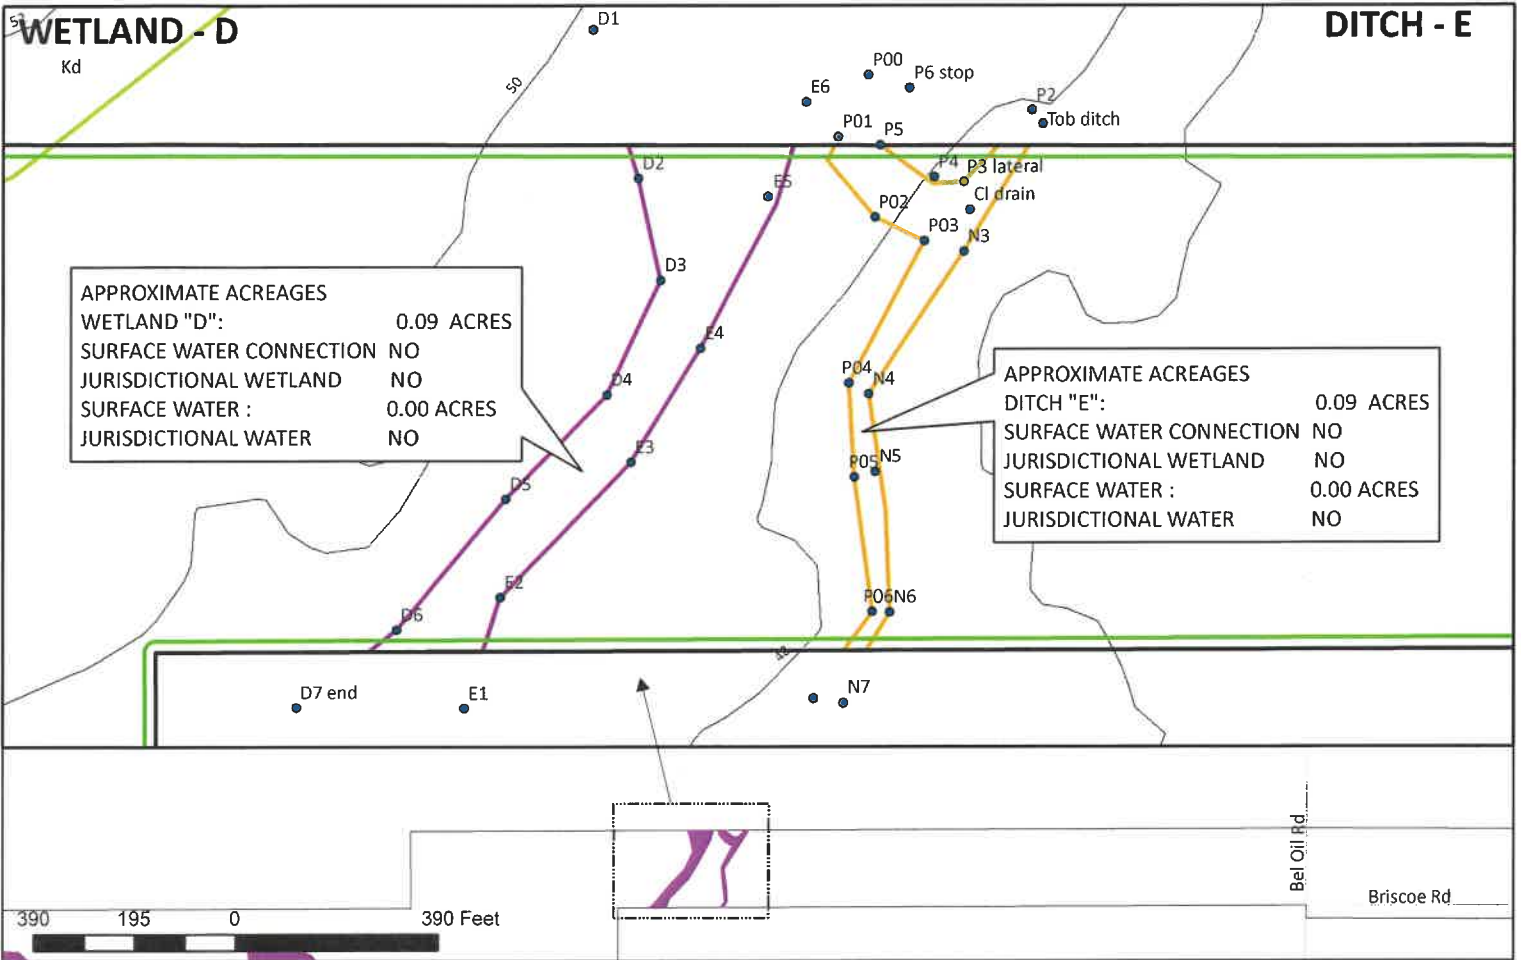 52
WETLAND - D
DITCH - E
Kd
50
D1
P00
P6 stop
E6
P2
Tob ditch
P01
P5
D2
P4
P3 lateral
E5
Cl drain
P02
P03
N3
D3
E4
P04
N4
D4
APPROXIMATE ACREAGES
WETLAND "D": 0.09 ACRES
SURFACE WATER CONNECTION NO
JURISDICTIONAL WETLAND NO
SURFACE WATER : 0.00 ACRES
JURISDICTIONAL WATER NO
APPROXIMATE ACREAGES
DITCH "E": 0.09 ACRES
SURFACE WATER CONNECTION NO
JURISDICTIONAL WETLAND NO
SURFACE WATER : 0.00 ACRES
JURISDICTIONAL WATER NO
E3
P05
N5
D5
E2
P06
N6
D6
D7 end
E1
N7
Bel Oil Rd
Briscoe Rd
390 195 0 390 Feet